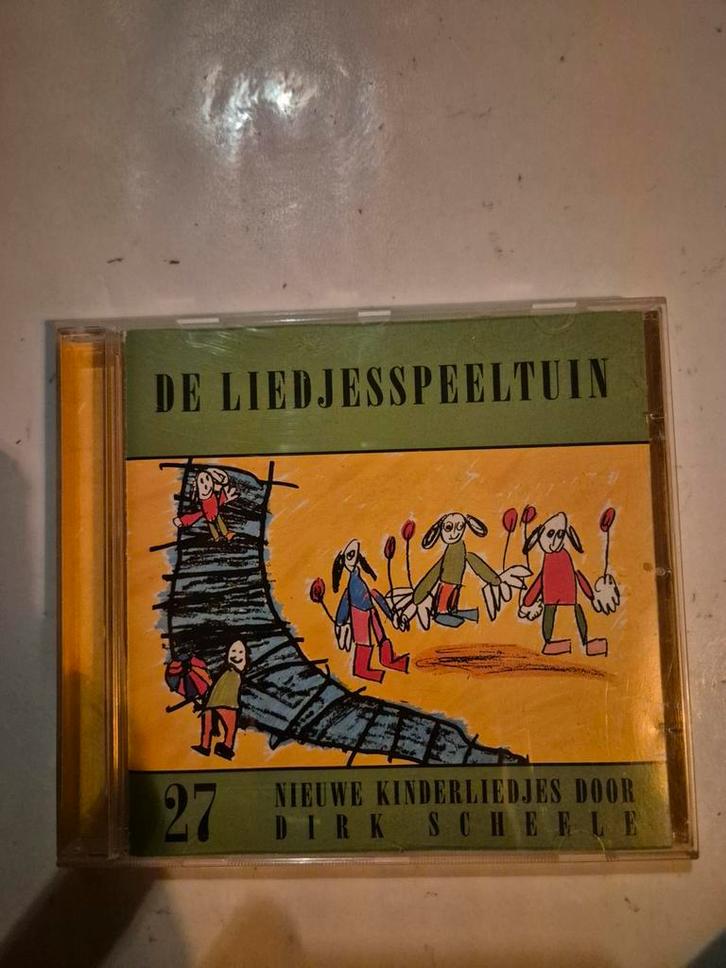 DE LIEDJESSPEELTUIN
27
NIEUWE KINDERLIEDJES DOOR
DIRK SCHEELE